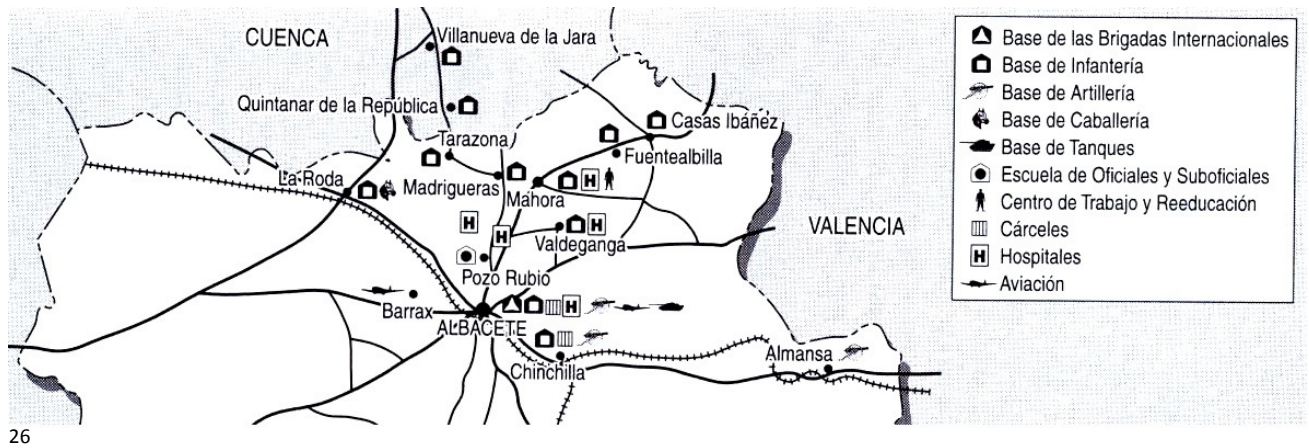 CUENCA
Villanueva de la Jara
Quintanar de la República
Tarazona
Casas Ibáñez
Fuentealbilla
La Roda
Madrigueras
Mahora
H
H
H
H
Valdeganga
VALENCIA
Pozo Rubio
Barrax
ALBACETE
H
Chinchilla
Almansa
Base de las Brigadas Internacionales
Base de Infantería
Base de Artillería
Base de Caballería
Base de Tanques
Escuela de Oficiales y Suboficiales
Centro de Trabajo y Reeducación
Cárceles
H Hospitales
Aviación
26